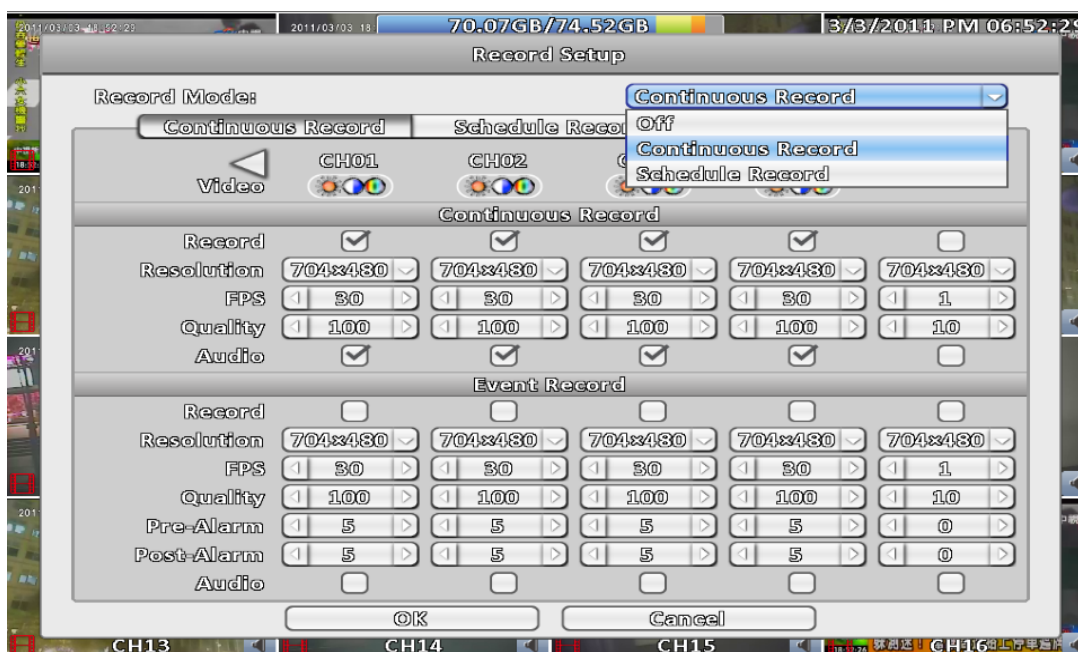 2011/03/03 18:52:29
2011/03/03 18
70.07GB/74.52GB
3/3/2011 PM 06:52:29
Record Setup
Record Mode:
Continuous Record
Off
Continuous Record
Schedule Record
Continuous Record
Schedule Recor
CH01
CH02
Video
Continuous Record
Record
Resolution 704x480 704x480 704x480 704x480 704x480
FPS 30 30 30 30 1
Quality 100 100 100 100 10
Audio
Event Record
Record
Resolution 704x480 704x480 704x480 704x480 704x480
FPS 30 30 30 30 1
Quality 100 100 100 100 10
Pre-Alarm 5 5 5 5 0
Post-Alarm 5 5 5 5 0
Audio
OK
Cancel
CH13
CH14
CH15
CH16